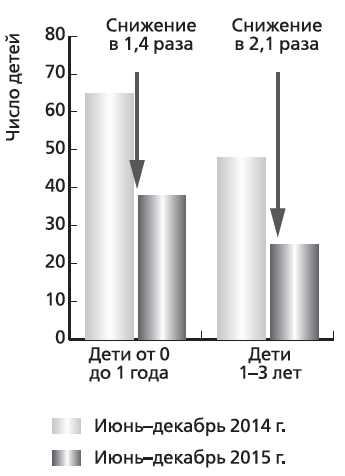 Снижение
в 1,4 раза
Снижение
в 2,1 раза
Число детей
80
70
60
50
40
30
20
10
0
Дети от 0
до 1 года
Дети
1–3 лет
Июнь–декабрь 2014 г.
Июнь–декабрь 2015 г.